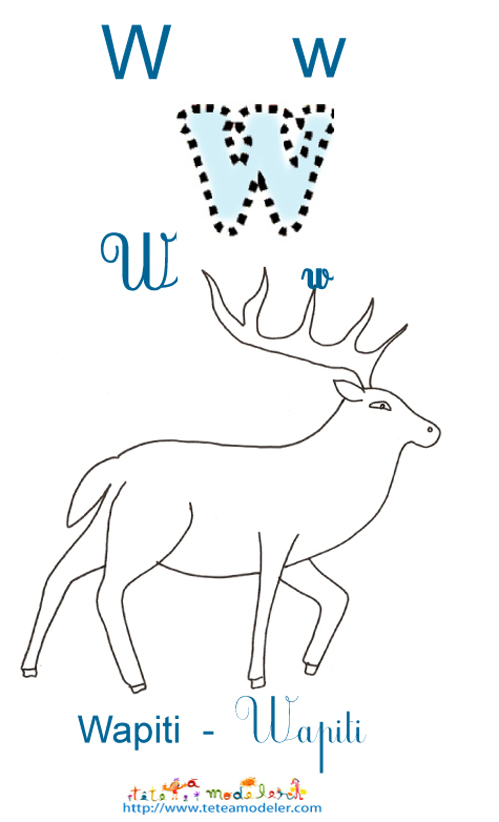 W w
W
W w
Wapiti - Wapiti
tête à modeler
http://www.teteamodeler.com